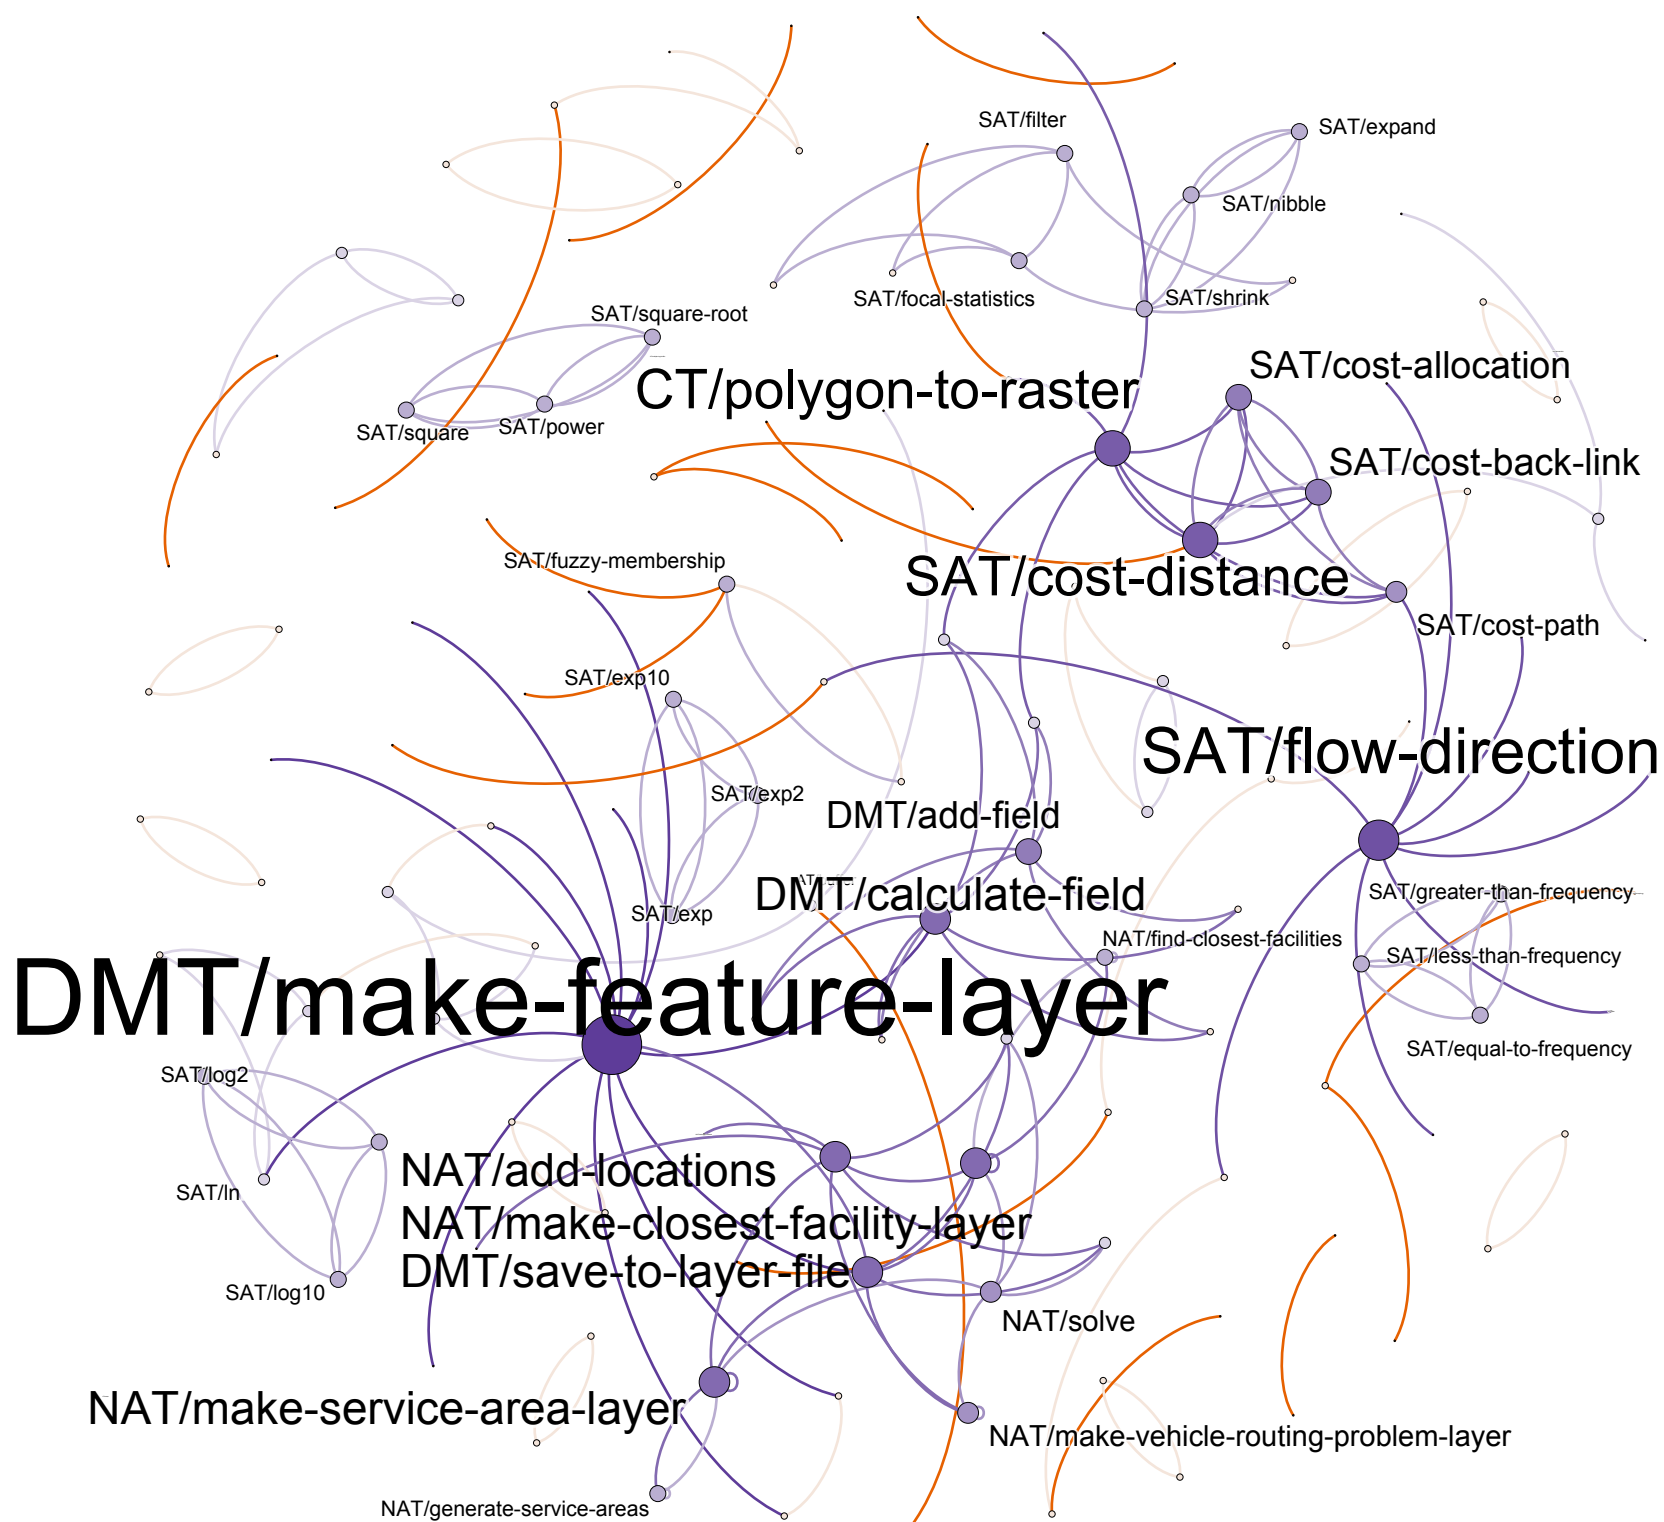 SAT/filter
SAT/expand
SAT/nibble
SAT/focal-statistics
SAT/shrink
SAT/square-root
CT/polygon-to-raster
SAT/cost-allocation
SAT/square
SAT/power
SAT/cost-back-link
SAT/fuzzy-membership
SAT/cost-distance
SAT/cost-path
SAT/exp10
SAT/flow-direction
SAT/exp2
DMT/add-field
DMT/calculate-field
SAT/greater-than-frequency
SAT/exp
NAT/find-closest-facilities
SAT/less-than-frequency
DMT/make-feature-layer
SAT/equal-to-frequency
SAT/log2
NAT/add-locations
SAT/ln
NAT/make-closest-facility-layer
DMT/save-to-layer-file
SAT/log10
NAT/solve
NAT/make-service-area-layer
NAT/make-vehicle-routing-problem-layer
NAT/generate-service-areas